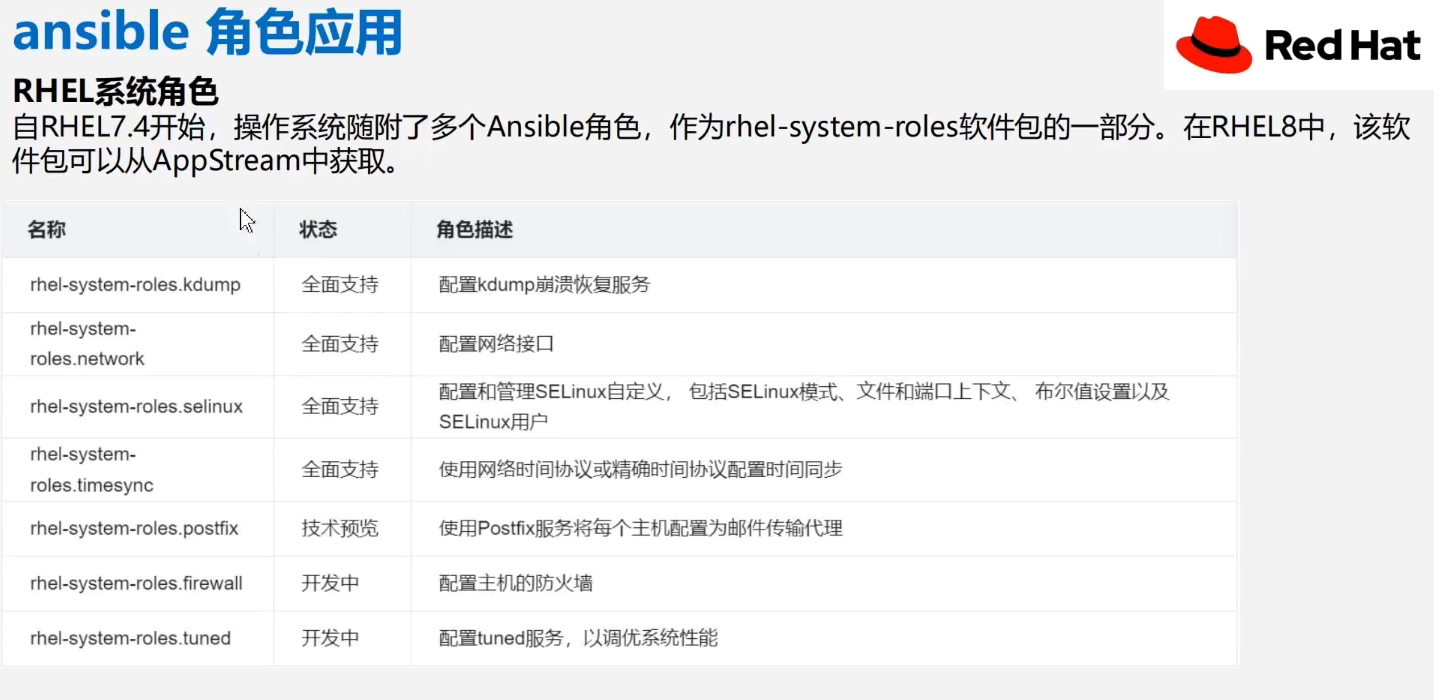 ansible 角色应用
Red Hat
RHEL系统角色
自RHEL7.4开始，操作系统随附了多个Ansible角色，作为rhel-system-roles软件包的一部分。在RHEL8中，该软
件包可以从AppStream中获取。
名称 状态 角色描述
rhel-system-roles.kdump 全面支持 配置kdump崩溃恢复服务
rhel-system-
roles.network 全面支持 配置网络接口
rhel-system-roles.selinux 全面支持 配置和管理SELinux自定义， 包括SELinux模式、文件和端口上下文、 布尔值设置以及
SELinux用户
rhel-system-
roles.timesync 全面支持 使用网络时间协议或精确时间协议配置时间同步
rhel-system-roles.postfix 技术预览 使用Postfix服务将每个主机配置为邮件传输代理
rhel-system-roles.firewall 开发中 配置主机的防火墙
rhel-system-roles.tuned 开发中 配置tuned服务，以调优系统性能